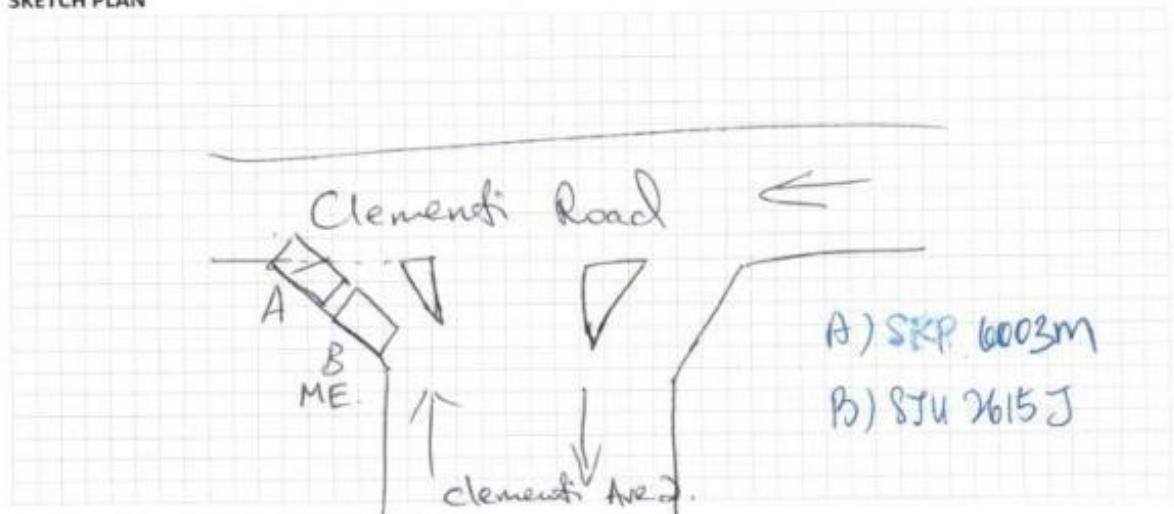 SKETCH PLAN
Clementi Road
A
B
ME.
Clementi Ave 2.
A) SKP 6003M
B) SJU 2615J